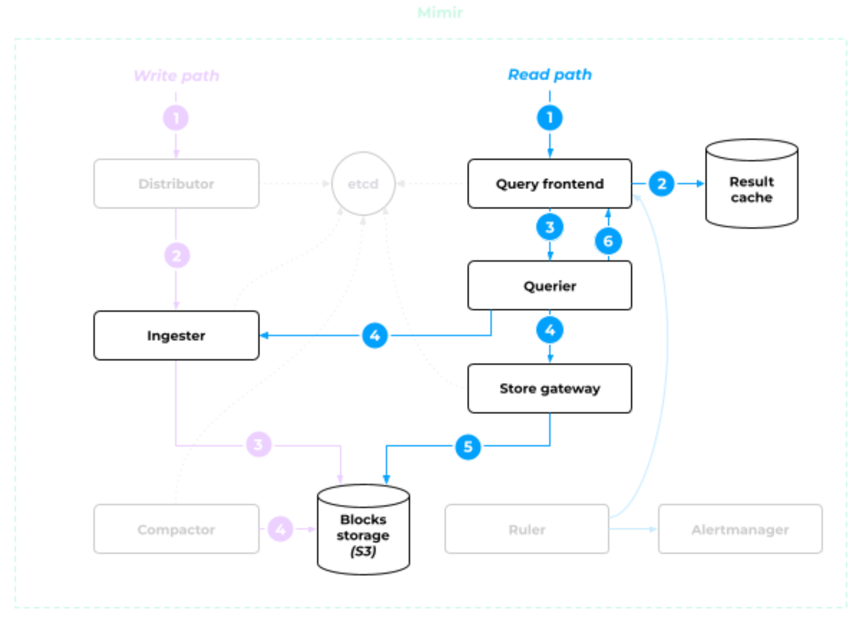 Mimir
Write path
Read path
1
1
Distributor
etcd
Query frontend
2
Result
cache
2
3
6
Querier
Ingester
4
4
Store gateway
3
5
Compactor
4
Blocks
storage
(S3)
Ruler
Alertmanager